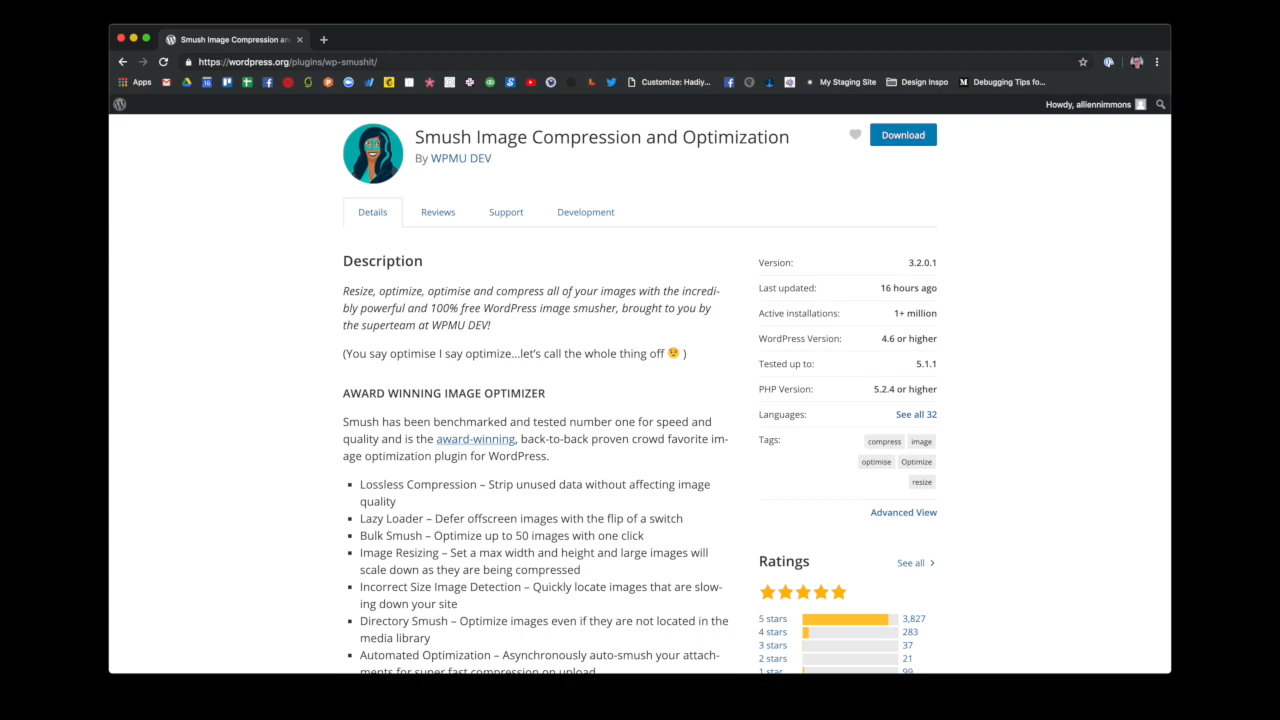 Smush Image Compression an
https://wordpress.org/plugins/wp-smushit/
Apps
Customize: Hadly...
My Staging Site
Design Inspo
Debugging Tips fo...
Howdy, alliennimmons
Smush Image Compression and Optimization
By WPMU DEV
Download
Details
Reviews
Support
Development
Description
Resize, optimize, optimise and compress all of your images with the incredi-
bly powerful and 100% free WordPress image smusher, brought to you by
the superteam at WPMU DEV!
(You say optimise I say optimize...let's call the whole thing off 😉 )
AWARD WINNING IMAGE OPTIMIZER
Smush has been benchmarked and tested number one for speed and
quality and is the award-winning, back-to-back proven crowd favorite im-
age optimization plugin for WordPress.
Lossless Compression – Strip unused data without affecting image
quality
Lazy Loader – Defer offscreen images with the flip of a switch
Bulk Smush – Optimize up to 50 images with one click
Image Resizing – Set a max width and height and large images will
scale down as they are being compressed
Incorrect Size Image Detection – Quickly locate images that are slow-
ing down your site
Directory Smush – Optimize images even if they are not located in the
media library
Automated Optimization – Asynchronously auto-smush your attach-
ments for super fast compression on upload
Version: 3.2.0.1
Last updated: 16 hours ago
Active installations: 1+ million
WordPress Version: 4.6 or higher
Tested up to: 5.1.1
PHP Version: 5.2.4 or higher
Languages: See all 32
Tags: compress image
optimise Optimize
resize
Advanced View
Ratings See all
5 stars 3,827
4 stars 283
3 stars 37
2 stars 21
1 star 99